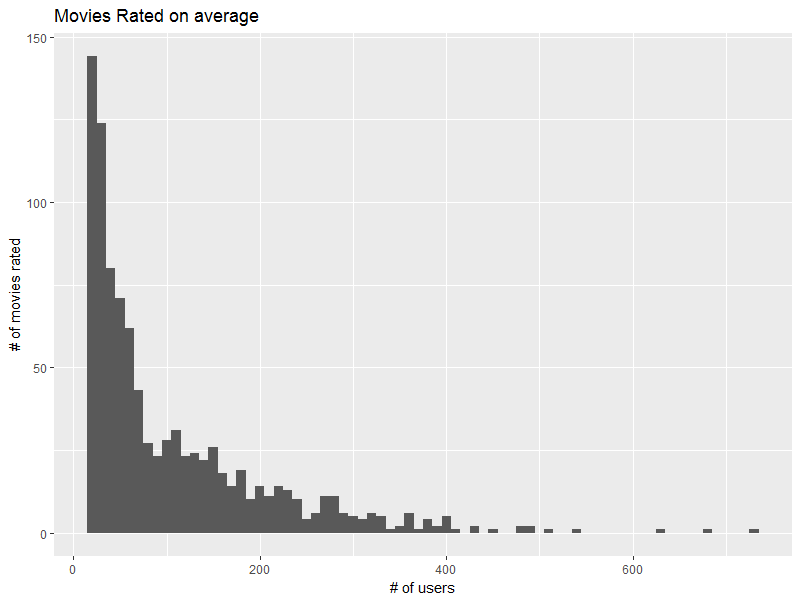 Movies Rated on average
150
100
50
0
# of movies rated
0 200 400 600
# of users